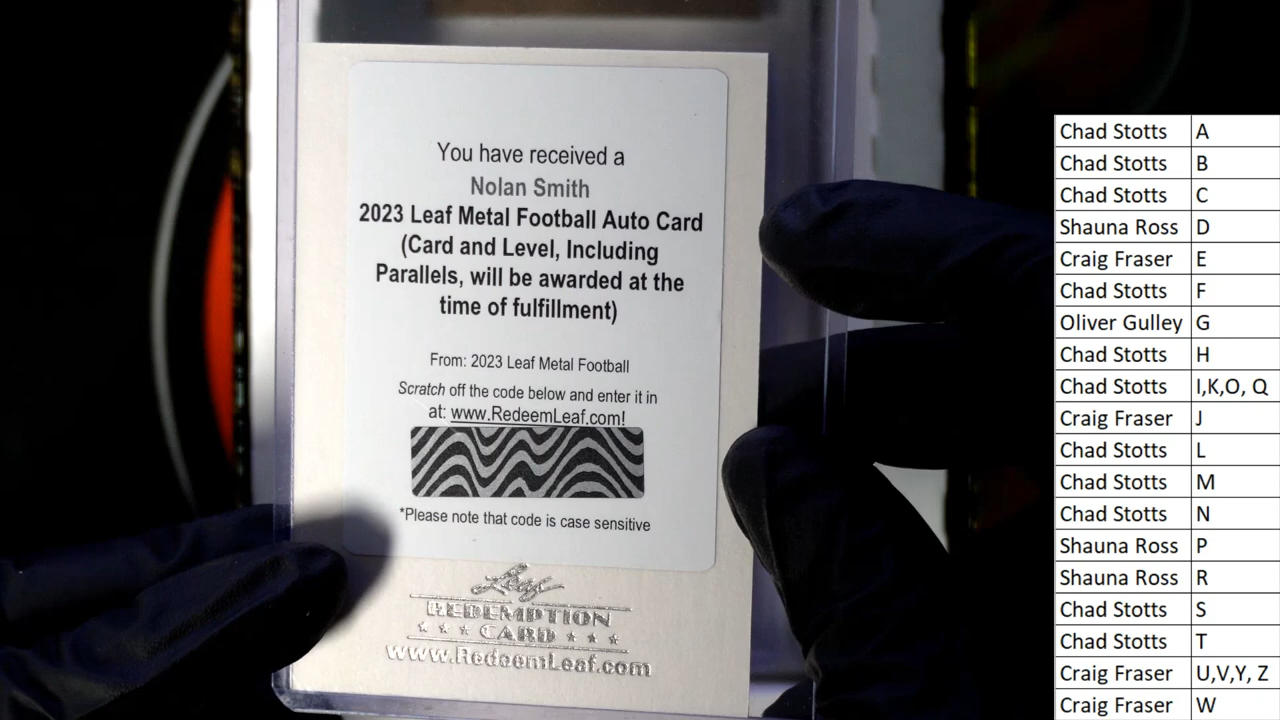 You have received a
Nolan Smith
2023 Leaf Metal Football Auto Card
(Card and Level, Including
Parallels, will be awarded at the
time of fulfillment)
From: 2023 Leaf Metal Football
Scratch off the code below and enter it in
at: www.RedeemLeaf.com!
*Please note that code is case sensitive
Leaf
REDEMPTION
CARD
www.RedeemLeaf.com
Chad Stotts A
Chad Stotts B
Chad Stotts C
Shauna Ross D
Craig Fraser E
Chad Stotts F
Oliver Gulley G
Chad Stotts H
Chad Stotts I,K,O, Q
Craig Fraser J
Chad Stotts L
Chad Stotts M
Chad Stotts N
Shauna Ross P
Shauna Ross R
Chad Stotts S
Chad Stotts T
Craig Fraser U,V,Y, Z
Craig Fraser W